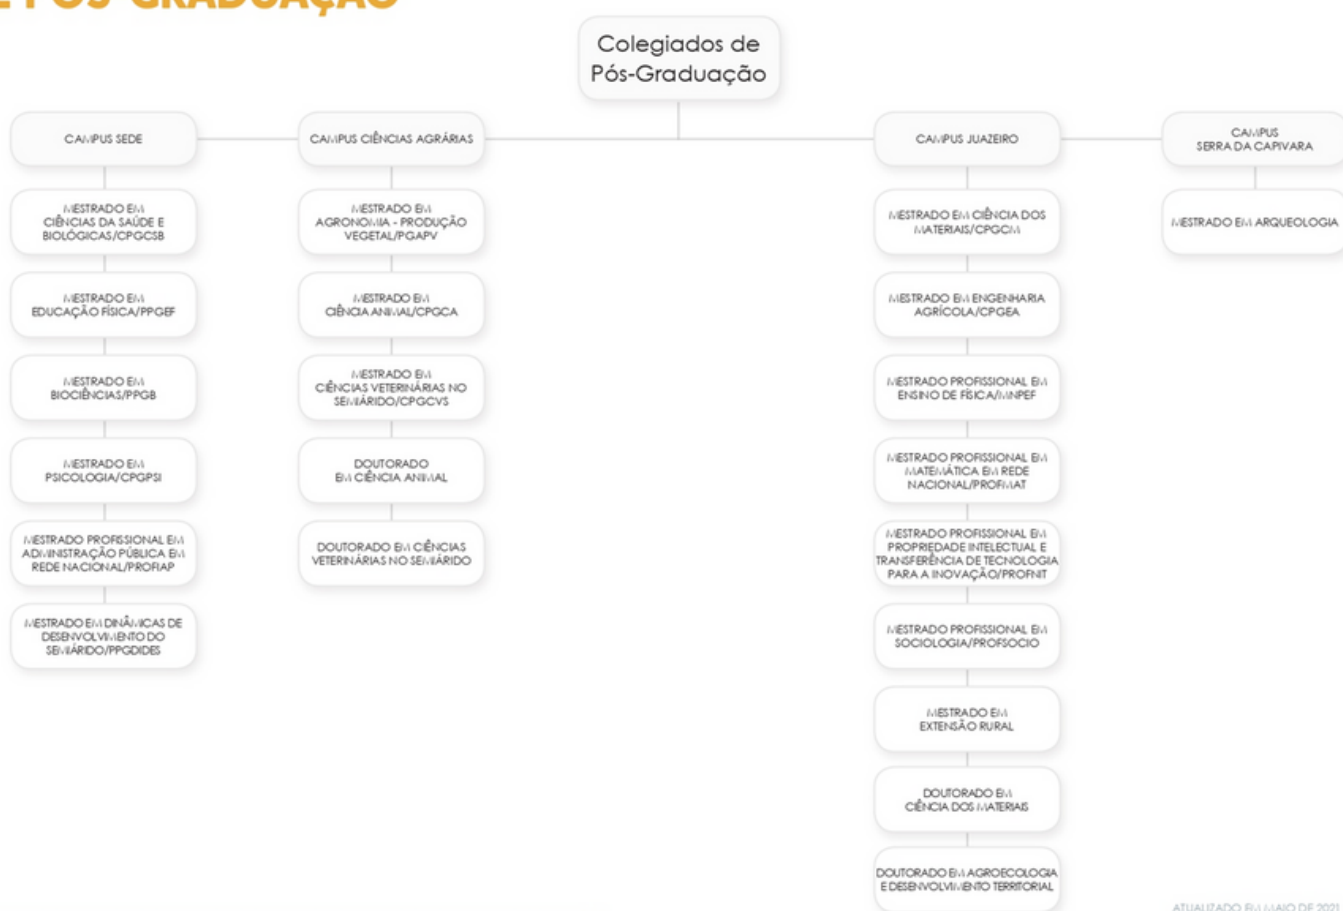 E PÓS-GRADUAÇÃO
Colegiados de
Pós-Graduação
CAMPUS SEDE
MESTRADO EM
CIÊNCIAS DA SAÚDE E
BIOLÓGICAS/CPGCSB
MESTRADO EM
EDUCAÇÃO FÍSICA/PPGEF
MESTRADO EM
BIOCIÊNCIAS/PPGB
MESTRADO EM
PSICOLOGIA/CPGPSI
MESTRADO PROFISSIONAL EM
ADMINISTRAÇÃO PÚBLICA EM
REDE NACIONAL/PROFIAP
MESTRADO EM DINÂMICAS DE
DESENVOLVIMENTO DO
SEMIÁRIDO/PPGDIDES
CAMPUS CIÊNCIAS AGRÁRIAS
MESTRADO EM
AGRONOMIA - PRODUÇÃO
VEGETAL/PGAPV
MESTRADO EM
CIÊNCIA ANIMAL/CPGCA
MESTRADO EM
CIÊNCIAS VETERINÁRIAS NO
SEMIÁRIDO/CPGCVS
DOUTORADO
EM CIÊNCIA ANIMAL
DOUTORADO EM CIÊNCIAS
VETERINÁRIAS NO SEMIÁRIDO
CAMPUS JUAZEIRO
MESTRADO EM CIÊNCIA DOS
MATERIAIS/CPGCM
MESTRADO EM ENGENHARIA
AGRÍCOLA/CPGEA
MESTRADO PROFISSIONAL EM
ENSINO DE FÍSICA/MNPEF
MESTRADO PROFISSIONAL EM
MATEMÁTICA EM REDE
NACIONAL/PROFMAT
MESTRADO PROFISSIONAL EM
PROPRIEDADE INTELECTUAL E
TRANSFERÊNCIA DE TECNOLOGIA
PARA A INOVAÇÃO/PROFNIT
MESTRADO PROFISSIONAL EM
SOCIOLOGIA/PROFSOCIO
MESTRADO EM
EXTENSÃO RURAL
DOUTORADO EM
CIÊNCIA DOS MATERIAIS
DOUTORADO EM AGROECOLOGIA
E DESENVOLVIMENTO TERRITORIAL
CAMPUS
SERRA DA CAPIVARA
MESTRADO EM ARQUEOLOGIA
ATUALIZADO EM MAIO DE 2021